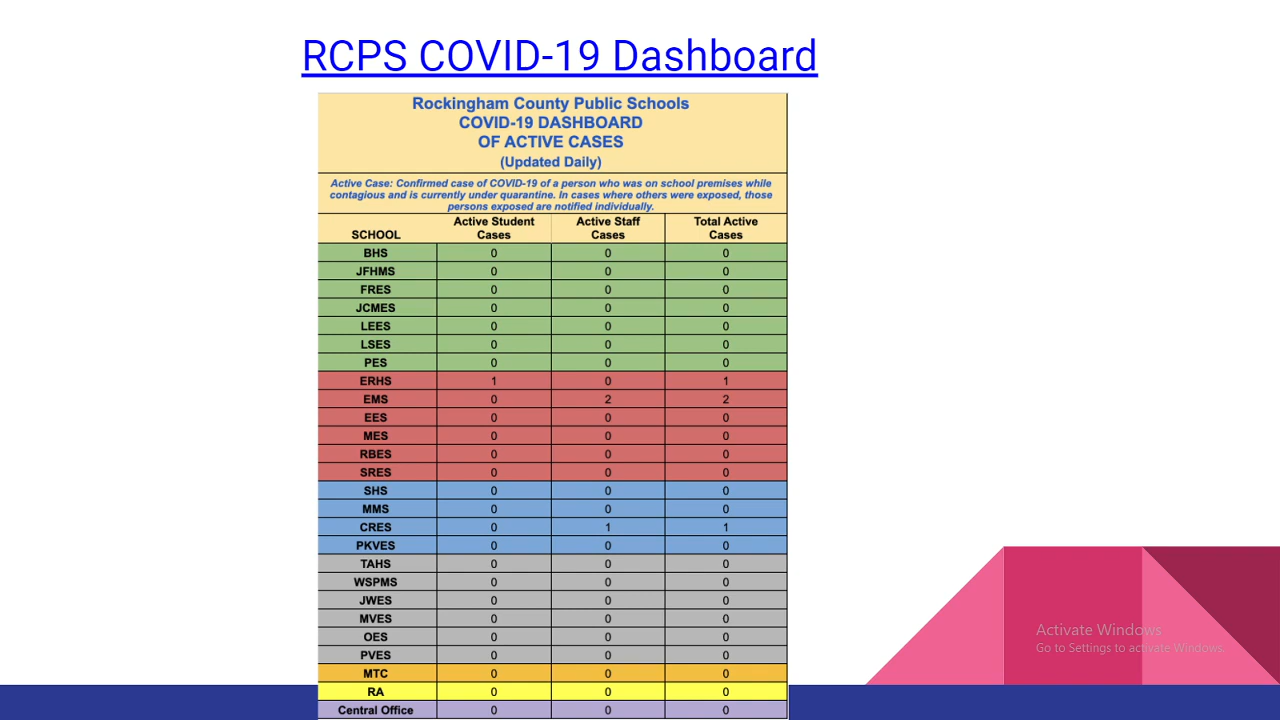 RCPS COVID-19 Dashboard
Rockingham County Public Schools
COVID-19 DASHBOARD
OF ACTIVE CASES
(Updated Daily)
Active Case: Confirmed case of COVID-19 of a person who was on school premises while
contagious and is currently under quarantine. In cases where others were exposed, those
persons exposed are notified individually.
SCHOOL Active Student Cases Active Staff Cases Total Active Cases
BHS 0 0 0
JFHMS 0 0 0
FRES 0 0 0
JCMES 0 0 0
LEES 0 0 0
LSES 0 0 0
PES 0 0 0
ERHS 1 0 1
EMS 0 2 2
EES 0 0 0
MES 0 0 0
RBES 0 0 0
SRES 0 0 0
SHS 0 0 0
MMS 0 0 0
CRES 0 1 1
PKVES 0 0 0
TAHS 0 0 0
WSPMS 0 0 0
JWES 0 0 0
MVES 0 0 0
OES 0 0 0
PVES 0 0 0
MTC 0 0 0
RA 0 0 0
Central Office 0 0 0
Activate Windows
Go to Settings to activate Windows.